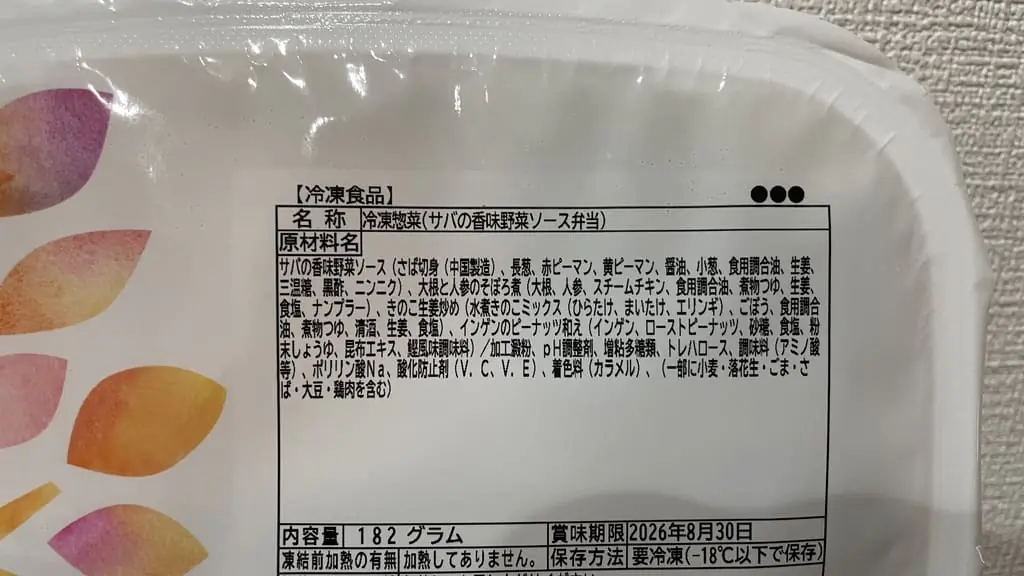 【冷凍食品】 ●●●
名 称 冷凍惣菜(サバの香味野菜ソース弁当)
原材料名
サバの香味野菜ソース（さば切身（中国製造）、長葱、赤ピーマン、黄ピーマン、醤油、小葱、食用調合油、生姜、
三温糖、黒酢、ニンニク）、大根と人参のそぼろ煮（大根、人参、スチームチキン、食用調合油、煮物つゆ、生姜、
食塩、ナンプラー）、きのこ生姜炒め（水煮きのこミックス（ひらたけ、まいたけ、エリンギ）、ごぼう、食用調合
油、煮物つゆ、清酒、生姜、食塩）、インゲンのピーナッツ和え（インゲン、ローストピーナッツ、砂糖、食塩、粉
末しょうゆ、昆布エキス、鰹風味調味料）／加工澱粉、ｐH調整剤、増粘多糖類、トレハロース、調味料（アミノ酸
等）、ポリリン酸Ｎａ、酸化防止剤（Ｖ．Ｃ、Ｖ．Ｅ）、着色料（カラメル）、（一部に小麦・落花生・ごま・さ
ば・大豆・鶏肉を含む）
内容量 182 グラム 賞味期限 2026年8月30日
凍結前加熱の有無 加熱してありません。 保存方法 要冷凍(-18℃以下で保存)